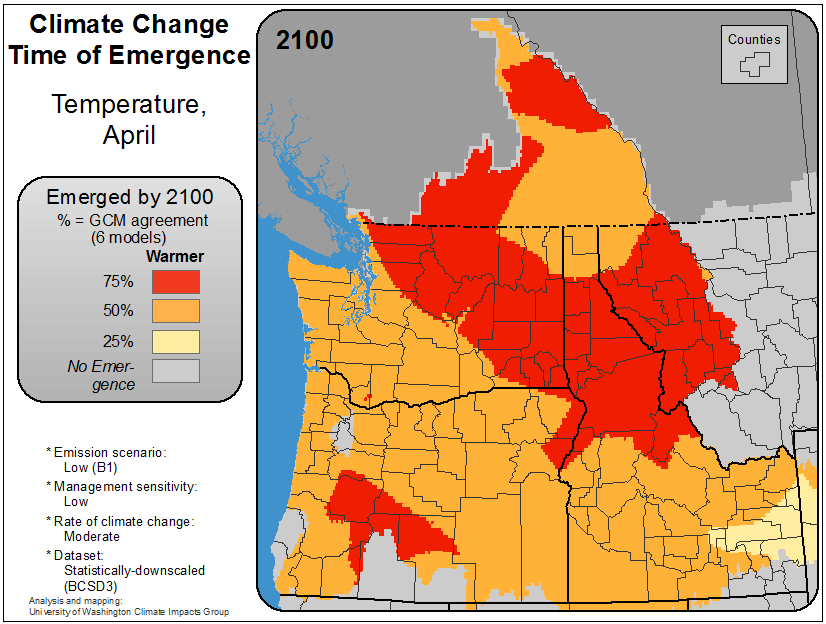 Climate Change
Time of Emergence
Temperature,
April
Emerged by 2100
% = GCM agreement
(6 models)
Warmer
75%
50%
25%
No Emer-
gence
* Emission scenario:
Low (B1)
* Management sensitivity:
Low
* Rate of climate change:
Moderate
* Dataset:
Statistically-downscaled
(BCSD3)
Analysis and mapping:
University of Washington Climate Impacts Group
2100
Counties